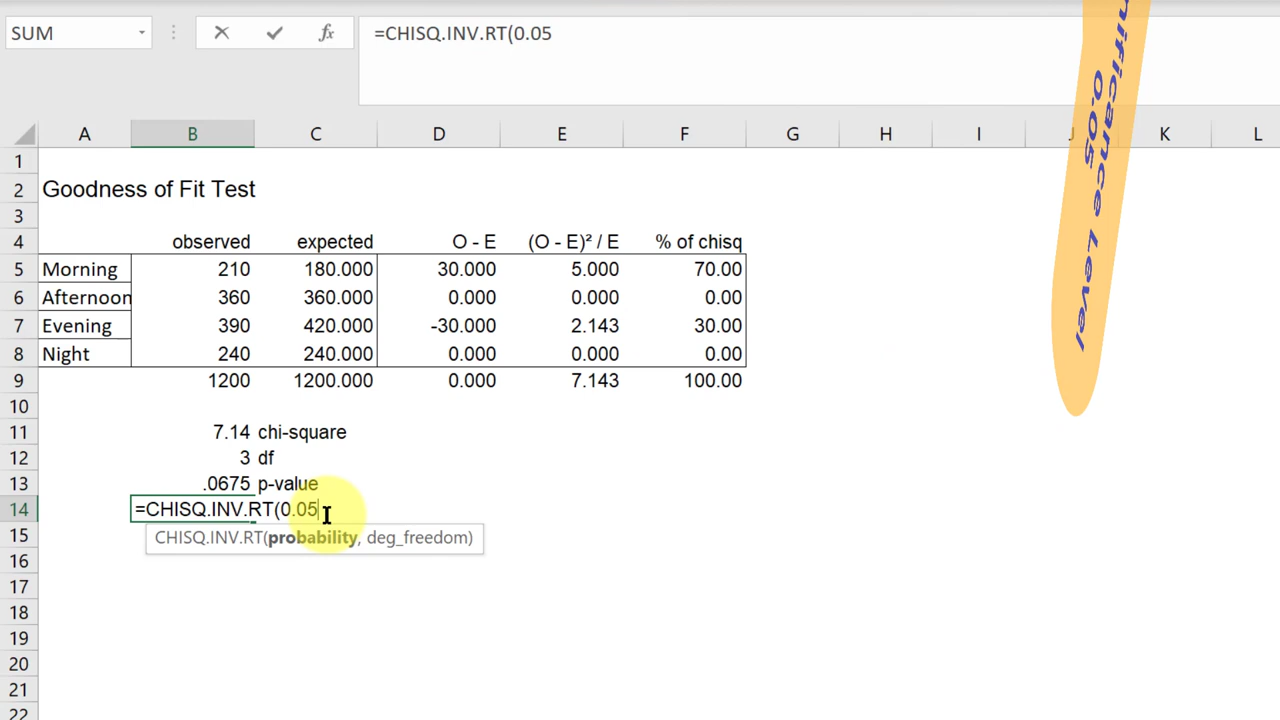 SUM =CHISQ.INV.RT(0.05
nificance Level
0.05
A B C D E F G H I J K L
1
2 Goodness of Fit Test
3
4 observed expected O - E (O - E)² / E % of chisq
5 Morning 210 180.000 30.000 5.000 70.00
6 Afternoon 360 360.000 0.000 0.000 0.00
7 Evening 390 420.000 -30.000 2.143 30.00
8 Night 240 240.000 0.000 0.000 0.00
9 1200 1200.000 0.000 7.143 100.00
10
11 7.14 chi-square
12 3 df
13 .0675 p-value
14 =CHISQ.INV.RT(0.05
15 CHISQ.INV.RT(probability, deg_freedom)
16
17
18
19
20
21
22